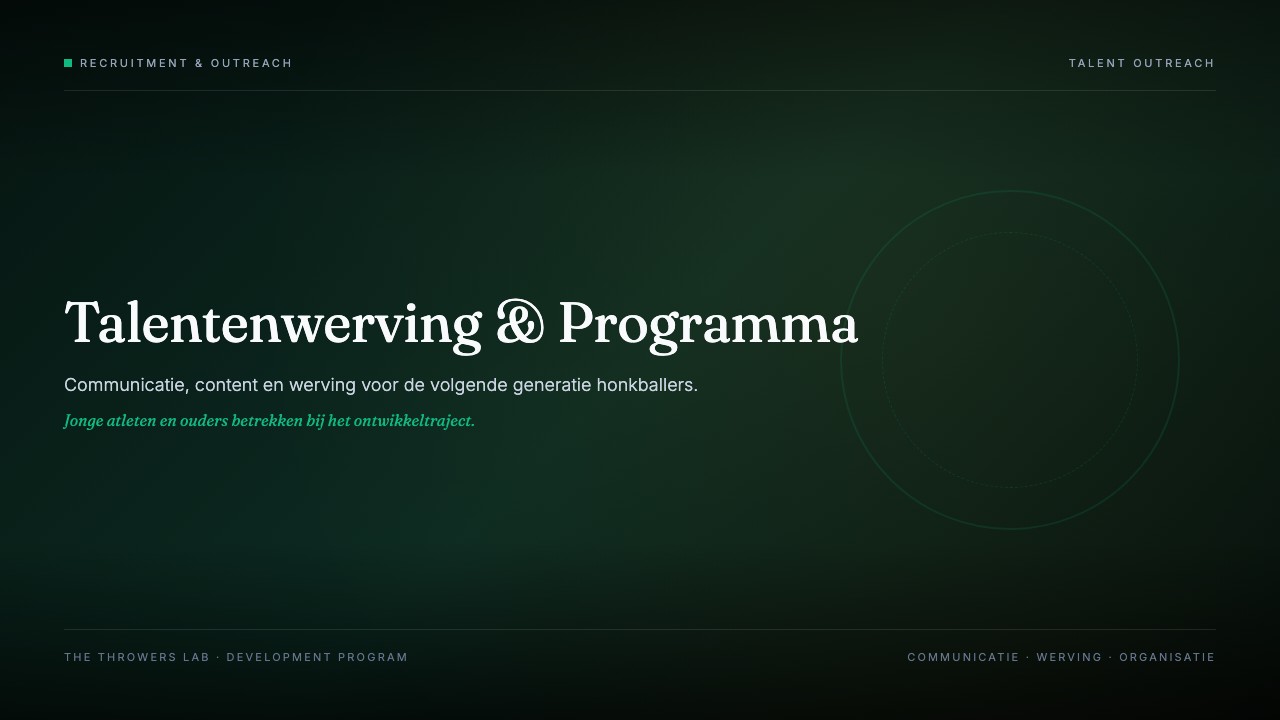 RECRUITMENT & OUTREACH
TALENT OUTREACH
Talentenwerving & Programma
Communicatie, content en werving voor de volgende generatie honkballers.
Jonge atleten en ouders betrekken bij het ontwikkeltraject.
THE THROWERS LAB · DEVELOPMENT PROGRAM
COMMUNICATIE · WERVING · ORGANISATIE